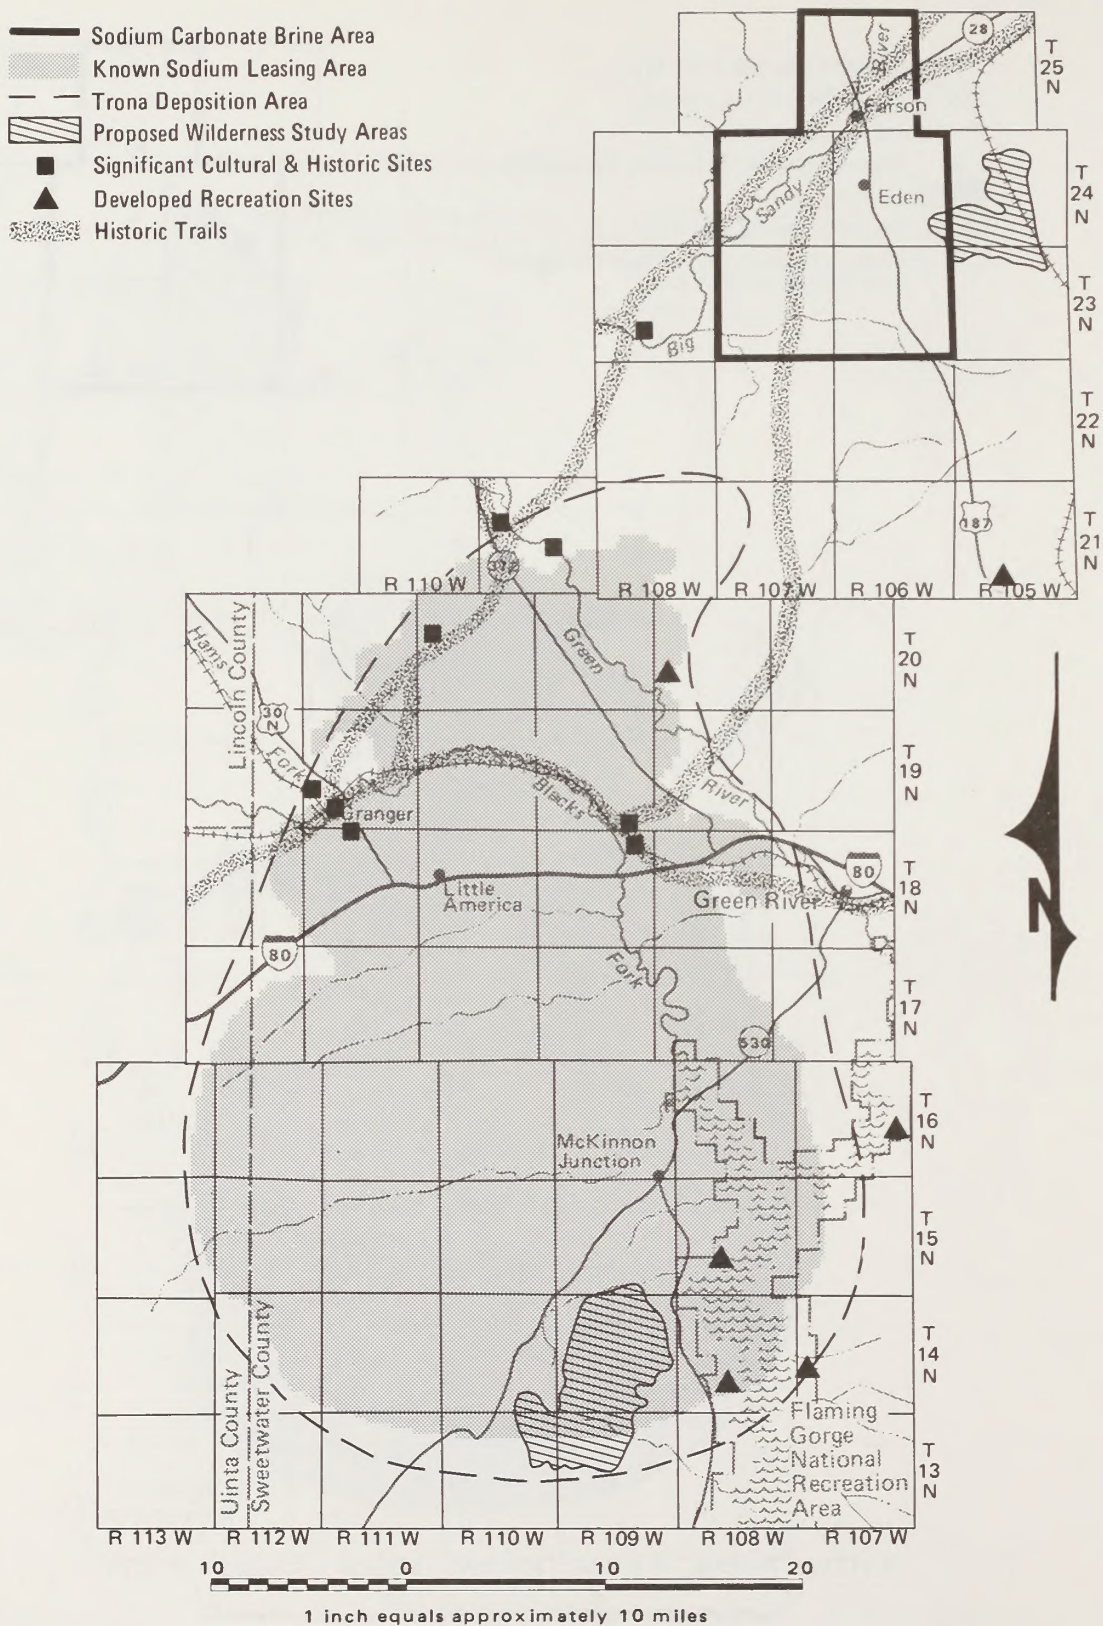 Sodium Carbonate Brine Area
Known Sodium Leasing Area
Trona Deposition Area
Proposed Wilderness Study Areas
Significant Cultural & Historic Sites
Developed Recreation Sites
Historic Trails
28
T
25
N
River
Farson
T
24
N
Sandy
Eden
T
23
N
Big
T
22
N
187
T
21
N
372
R 110 W
R 108 W
R 107 W
R 106 W
R 105 W
Hams
Lincoln County
Green
T
20
N
30
N
Fork
T
19
N
River
Blacks
Granger
80
T
18
N
Little
America
Green River
80
Fork
T
17
N
N
530
T
16
N
McKinnon
Junction
T
15
N
T
14
N
Uinta County
Sweetwater County
Flaming
Gorge
National
Recreation
Area
T
13
N
R 113 W
R 112 W
R 111 W
R 110 W
R 109 W
R 108 W
R 107 W
10 0 10 20
1 inch equals approximately 10 miles